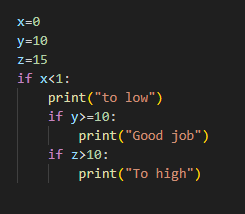 x=0
y=10
z=15
if x<1:
    print("to low")
    if y>=10:
        print("Good job")
    if z>10:
        print("To high")